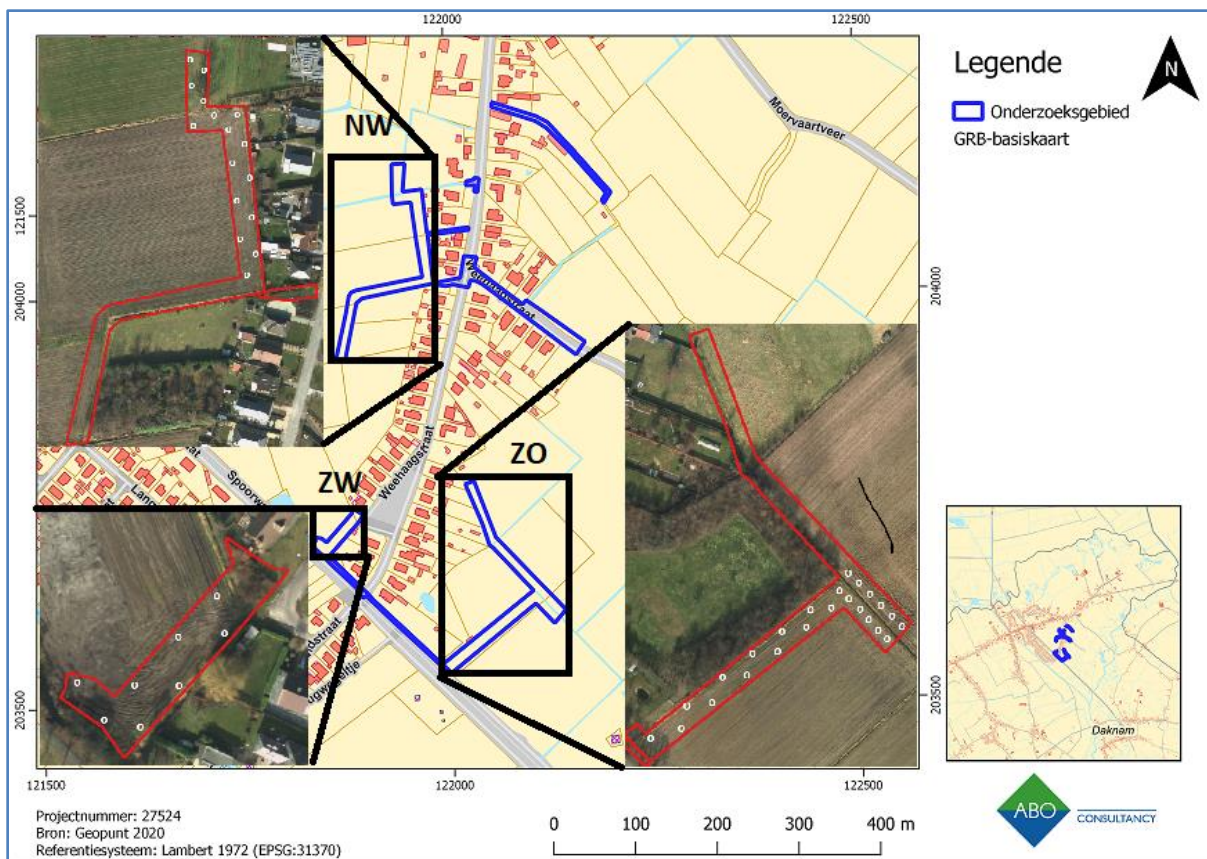 122000
122500
Legende
N
Onderzoeksgebied
GRB-basiskaart
NW
Moervaartveer
121500
204000
204000
Weehaagstraat
ZO
ZW
Spoorw
Lang
dstraat
203500
203500
Daknam
121500
122000
122500
ABO
CONSULTANCY
Projectnummer: 27524
Bron: Geopunt 2020
Referentiesysteem: Lambert 1972 (EPSG:31370)
0 100 200 300 400 m